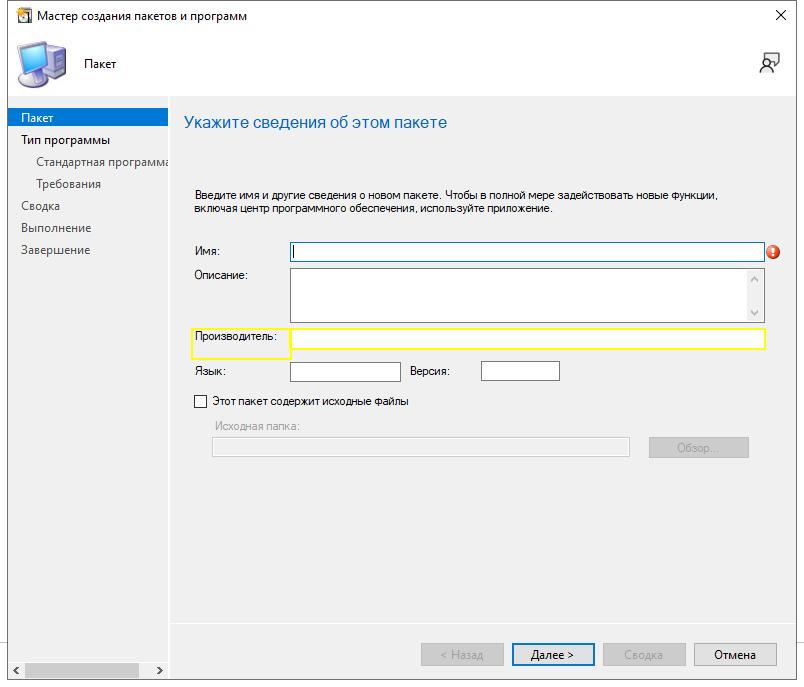 Мастер создания пакетов и программ
Пакет
Пакет
Тип программы
Стандартная программа
Требования
Сводка
Выполнение
Завершение
Укажите сведения об этом пакете
Введите имя и другие сведения о новом пакете. Чтобы в полной мере задействовать новые функции,
включая центр программного обеспечения, используйте приложение.
Имя:
Описание:
Производитель:
Язык: Версия:
Этот пакет содержит исходные файлы
Исходная папка:
Обзор...
< Назад Далее > Сводка Отмена